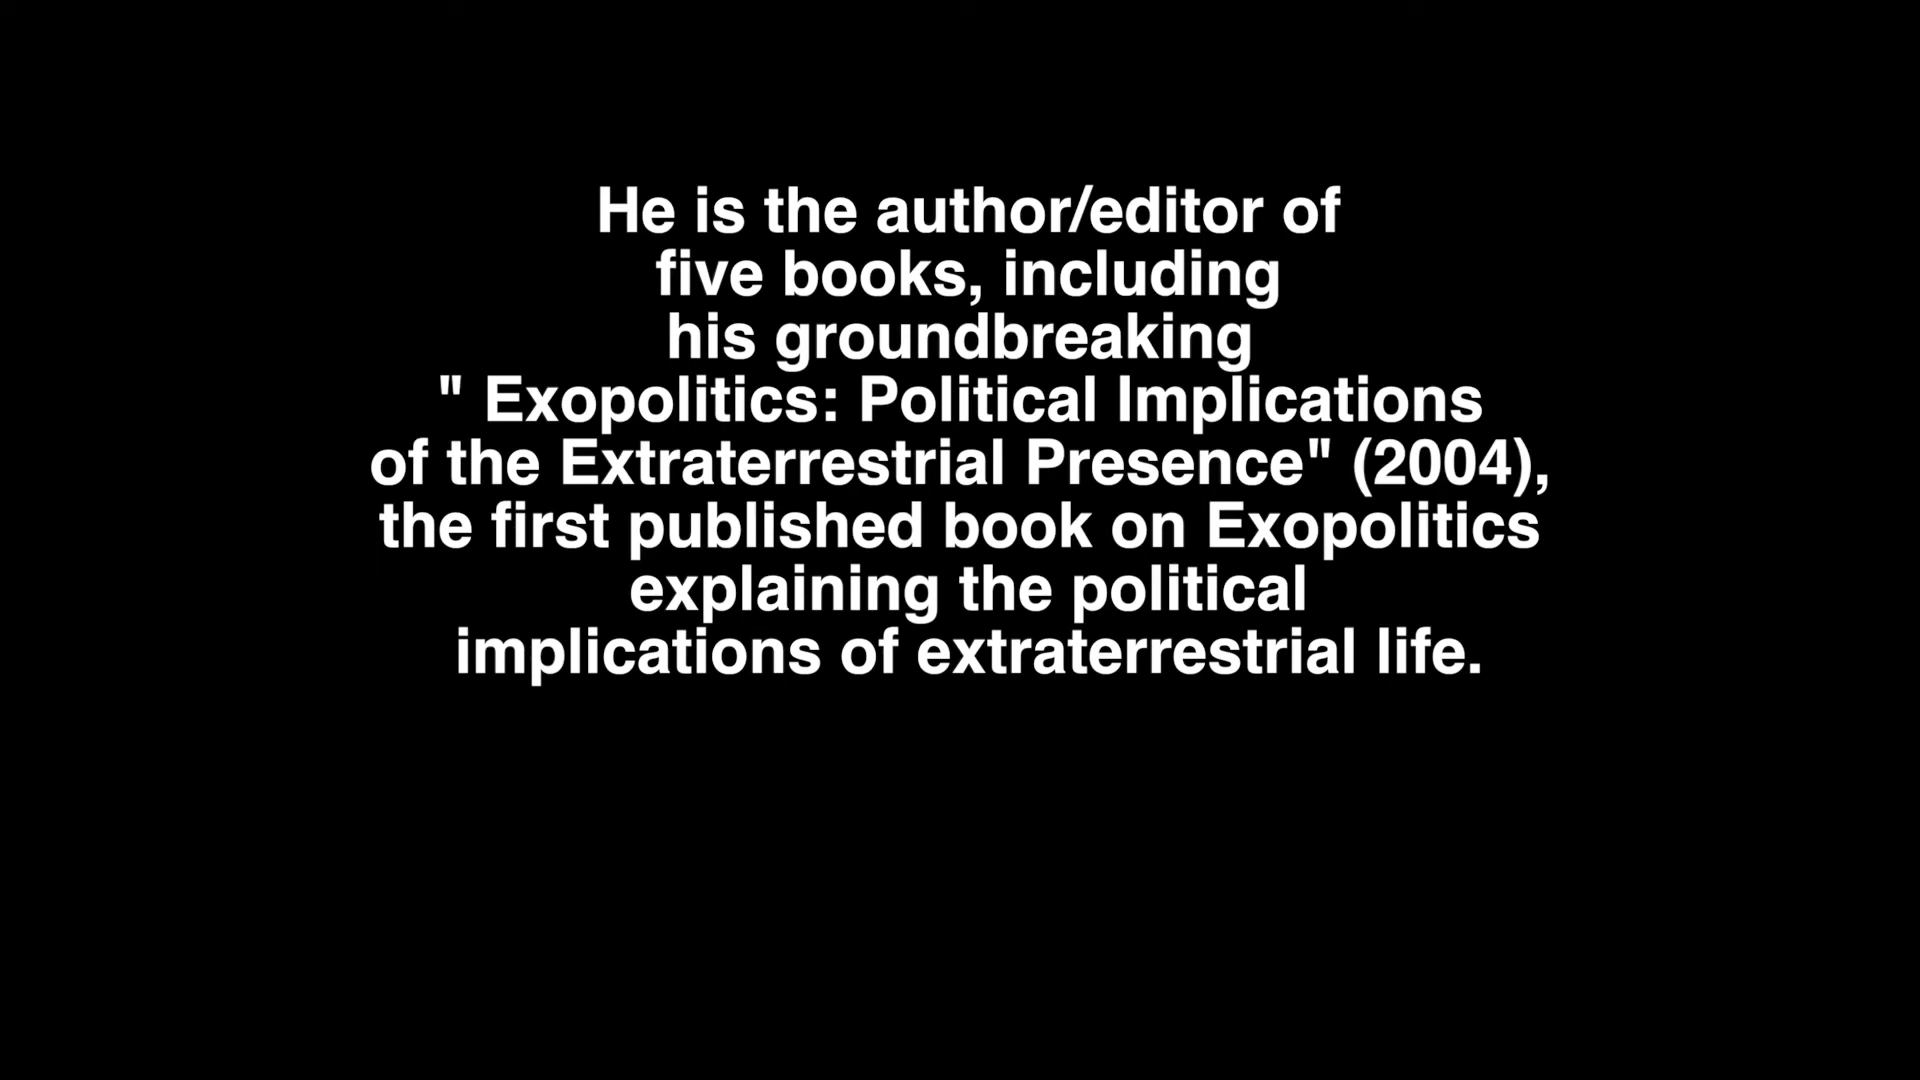 He is the author/editor of
five books, including
his groundbreaking
" Exopolitics: Political Implications
of the Extraterrestrial Presence" (2004),
the first published book on Exopolitics
explaining the political
implications of extraterrestrial life.